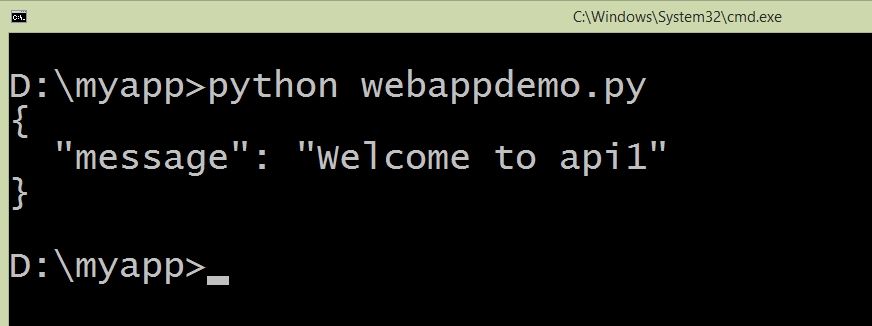 C:\Windows\System32\cmd.exe
D:\myapp>python webappdemo.py
{
  "message": "Welcome to api1"
}
D:\myapp>_